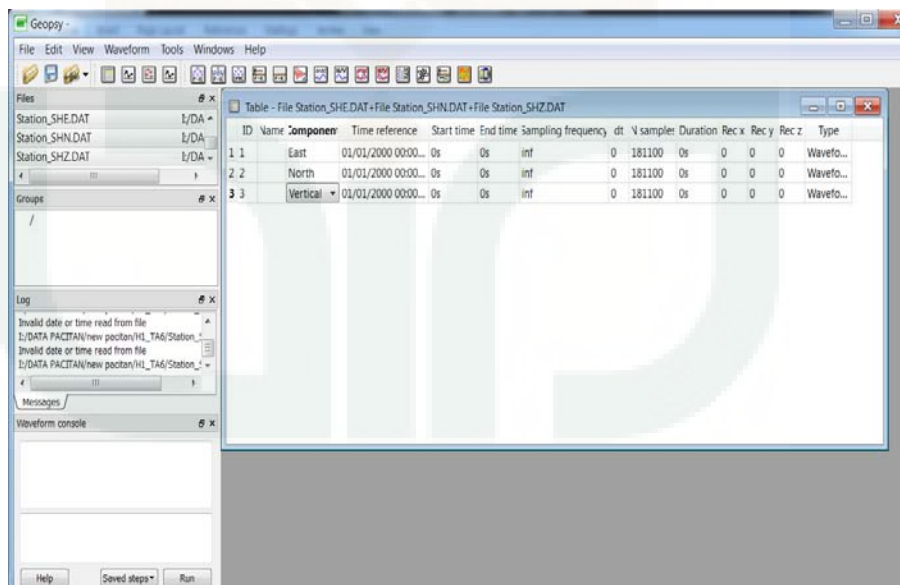 Geopsy -
File Edit View Waveform Tools Windows Help
Files
Station_SHE.DAT I:/DA
Station_SHN.DAT I:/DA
Station_SHZ.DAT I:/DA
Groups
/
Log
Invalid date or time read from file
I:/DATA PACITAN/new pacitan/H1_TA6/Station_
Invalid date or time read from file
I:/DATA PACITAN/new pacitan/H1_TA6/Station_
Messages
Waveform console
Help Saved steps Run
Table - File Station_SHE.DAT+File Station_SHN.DAT+File Station_SHZ.DAT
ID Name Component Time reference Start time End time Sampling frequency dt N samples Duration Rec x Rec y Rec z Type
1 1 East 01/01/2000 00:00... 0s 0s inf 0 181100 0s 0 0 0 Wavefo...
2 2 North 01/01/2000 00:00... 0s 0s inf 0 181100 0s 0 0 0 Wavefo...
3 3 Vertical 01/01/2000 00:00... 0s 0s inf 0 181100 0s 0 0 0 Wavefo...